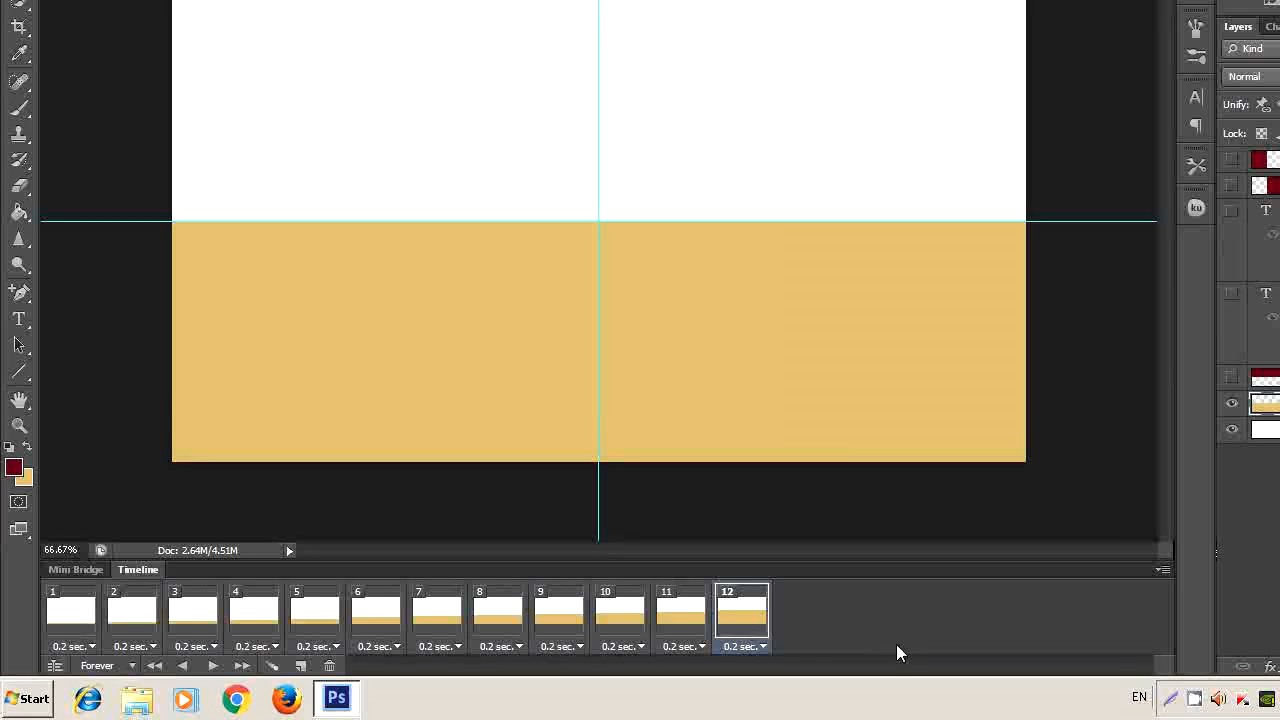 Layers Cha
Kind
Normal
A
Unify:
Lock:
ku
T
T
T
66.67% Doc: 2.64M/4.51M
Mini Bridge Timeline
1 2 3 4 5 6 7 8 9 10 11 12
0.2 sec. 0.2 sec. 0.2 sec. 0.2 sec. 0.2 sec. 0.2 sec. 0.2 sec. 0.2 sec. 0.2 sec. 0.2 sec. 0.2 sec. 0.2 sec.
Forever fx
Start Ps EN